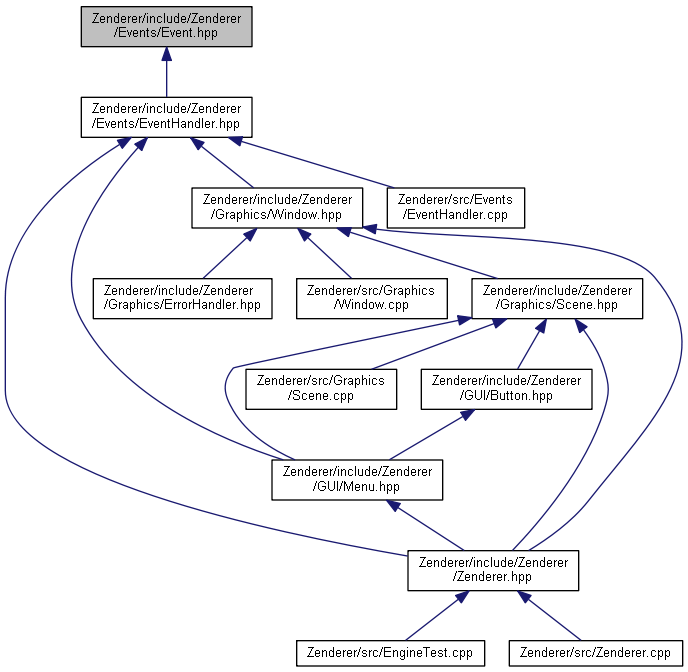 Zenderer/include/Zenderer
/Events/Event.hpp
Zenderer/include/Zenderer
/Events/EventHandler.hpp
Zenderer/include/Zenderer
/Graphics/Window.hpp
Zenderer/src/Events
/EventHandler.cpp
Zenderer/include/Zenderer
/Graphics/ErrorHandler.hpp
Zenderer/src/Graphics
/Window.cpp
Zenderer/include/Zenderer
/Graphics/Scene.hpp
Zenderer/src/Graphics
/Scene.cpp
Zenderer/include/Zenderer
/GUI/Button.hpp
Zenderer/include/Zenderer
/GUI/Menu.hpp
Zenderer/include/Zenderer
/Zenderer.hpp
Zenderer/src/EngineTest.cpp
Zenderer/src/Zenderer.cpp